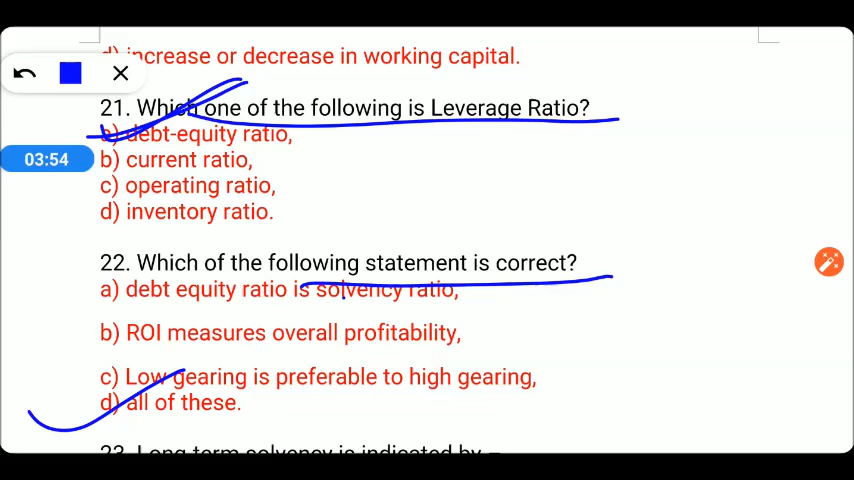 d) increase or decrease in working capital.
21. Which one of the following is Leverage Ratio?
a) debt-equity ratio,
03:54
b) current ratio,
c) operating ratio,
d) inventory ratio.
22. Which of the following statement is correct?
a) debt equity ratio is solvency ratio,
b) ROI measures overall profitability,
c) Low gearing is preferable to high gearing,
d) all of these.
23. Long term solvency is indicated by –